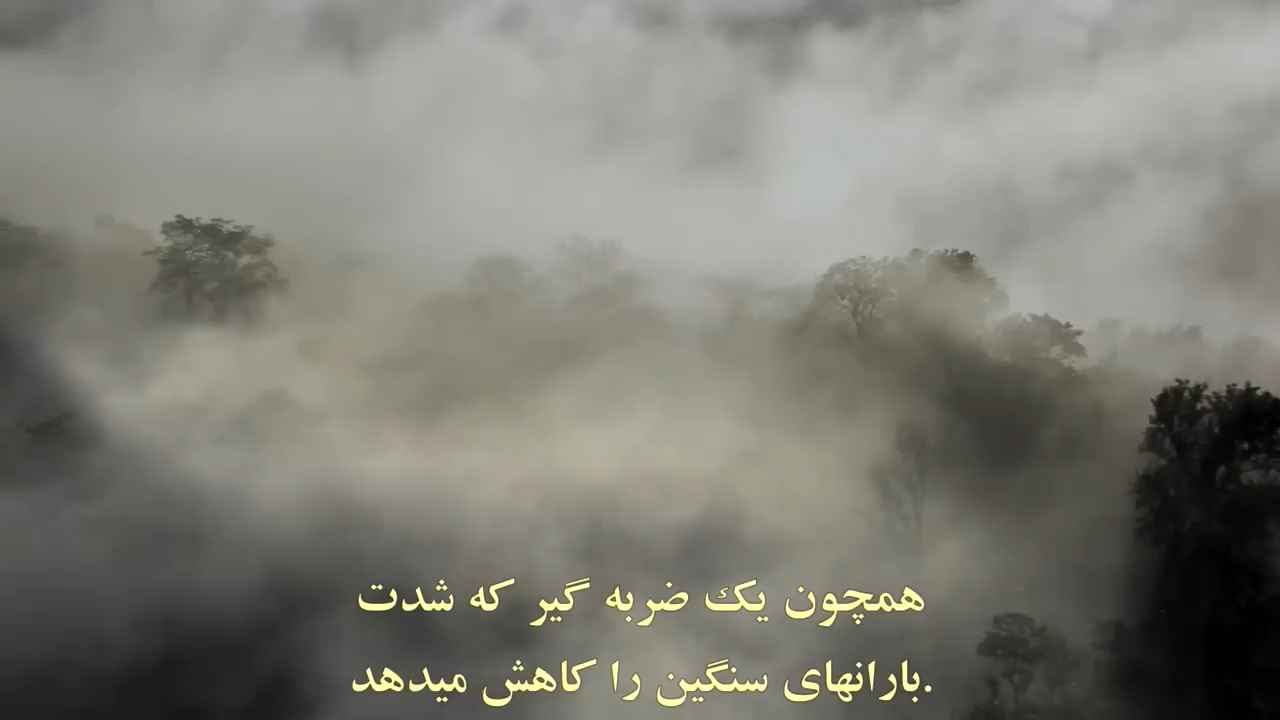 همچون یک ضربه گیر که شدت
بارانهای سنگین را کاهش میدهد.